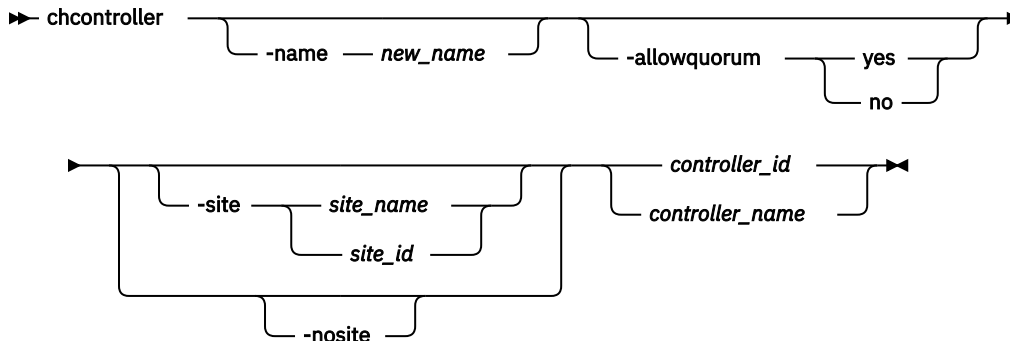 chcontroller
-name new_name
-allowquorum yes
no
-site site_name
site_id
-nosite
controller_id
controller_name